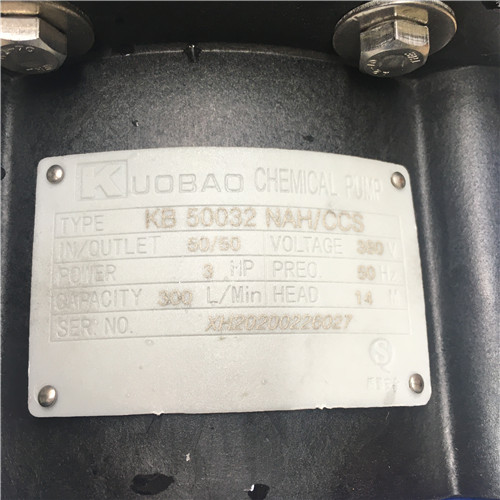 KUOBAO CHEMICAL PUMP
TYPE KB 50032 NAH/CCS
IN/OUTLET 50/50 VOLTAGE 380 V
POWER 3 HP PREQ. 50 HZ
CAPACITY 300 L/Min HEAD 14 M
SER. NO. XH202D0228027